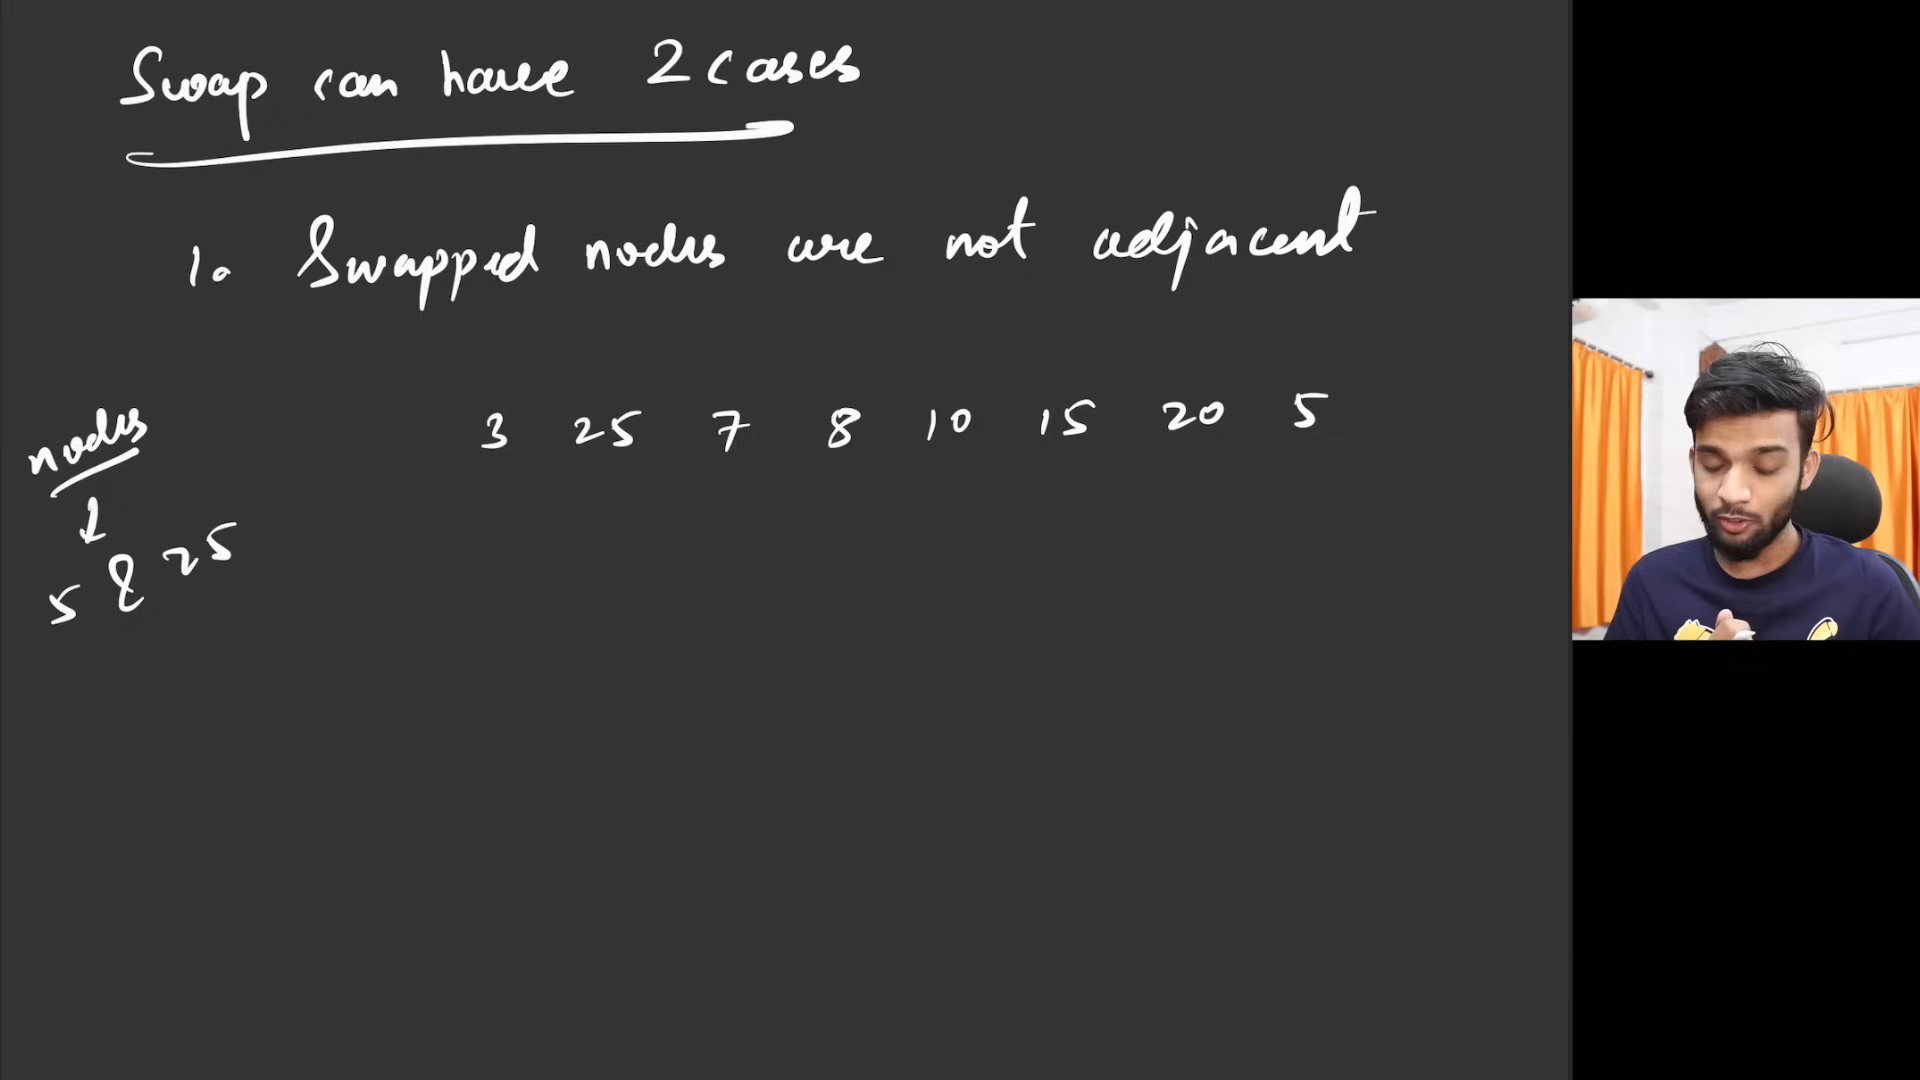 Swap can have 2 cases
1. Swapped nodes are not adjacent
3 25 7 8 10 15 20 5
nodes
↓
5 & 25